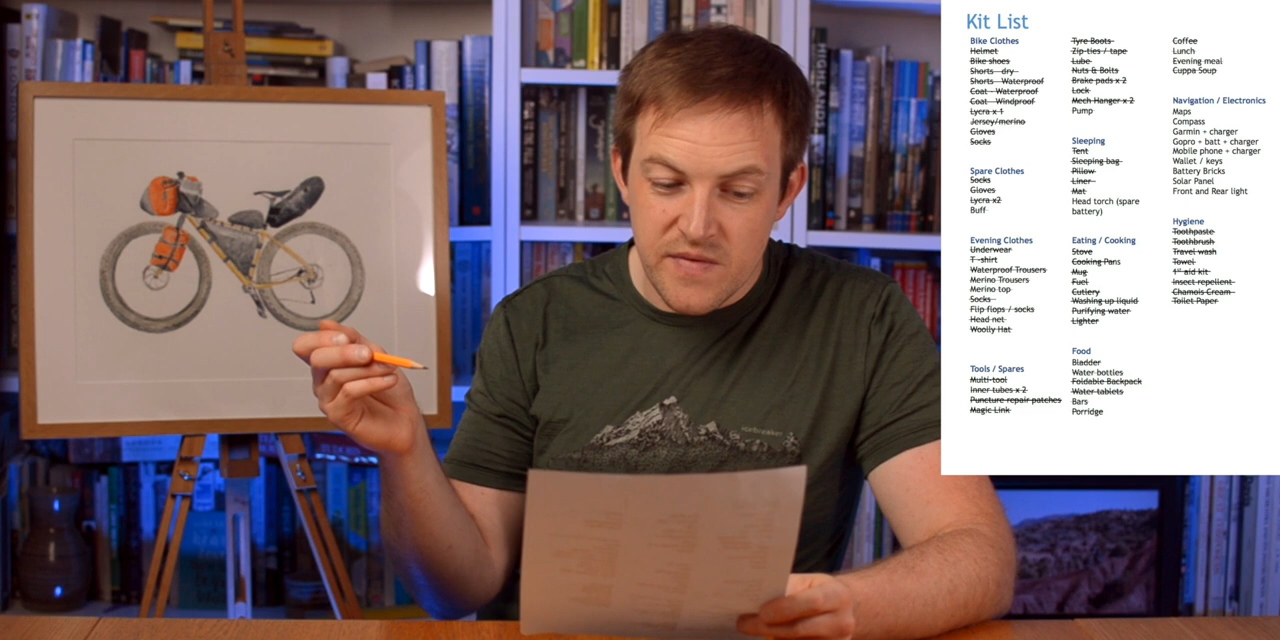 Kit List
Bike Clothes
Helmet
Bike shoes
Shorts - dry
Shorts - Waterproof
Coat - Waterproof
Coat - Windproof
Lycra x 1
Jersey/merino
Gloves
Socks
Spare Clothes
Socks
Gloves
Lycra x2
Buff
Evening Clothes
Underwear
T -shirt
Waterproof Trousers
Merino Trousers
Merino top
Socks
Flip flops / socks
Head net
Woolly Hat
Tools / Spares
Multi-tool
Inner tubes x 2
Puncture repair patches
Magic Link
Tyre Boots
Zip-ties / tape
Lube
Nuts & Bolts
Brake pads x 2
Lock
Mech Hanger x 2
Pump
Sleeping
Tent
Sleeping bag
Pillow
Liner
Mat
Head torch (spare
battery)
Eating / Cooking
Stove
Cooking Pans
Mug
Fuel
Cutlery
Washing up liquid
Purifying water
Lighter
Food
Bladder
Water bottles
Foldable Backpack
Water tablets
Bars
Porridge
Coffee
Lunch
Evening meal
Cuppa Soup
Navigation / Electronics
Maps
Compass
Garmin + charger
Gopro + batt + charger
Mobile phone + charger
Wallet / keys
Battery Bricks
Solar Panel
Front and Rear light
Hygiene
Toothpaste
Toothbrush
Travel wash
Towel
1st aid kit
Insect repellent
Chamois Cream
Toilet Paper
icebreaker
HIGHLANDS